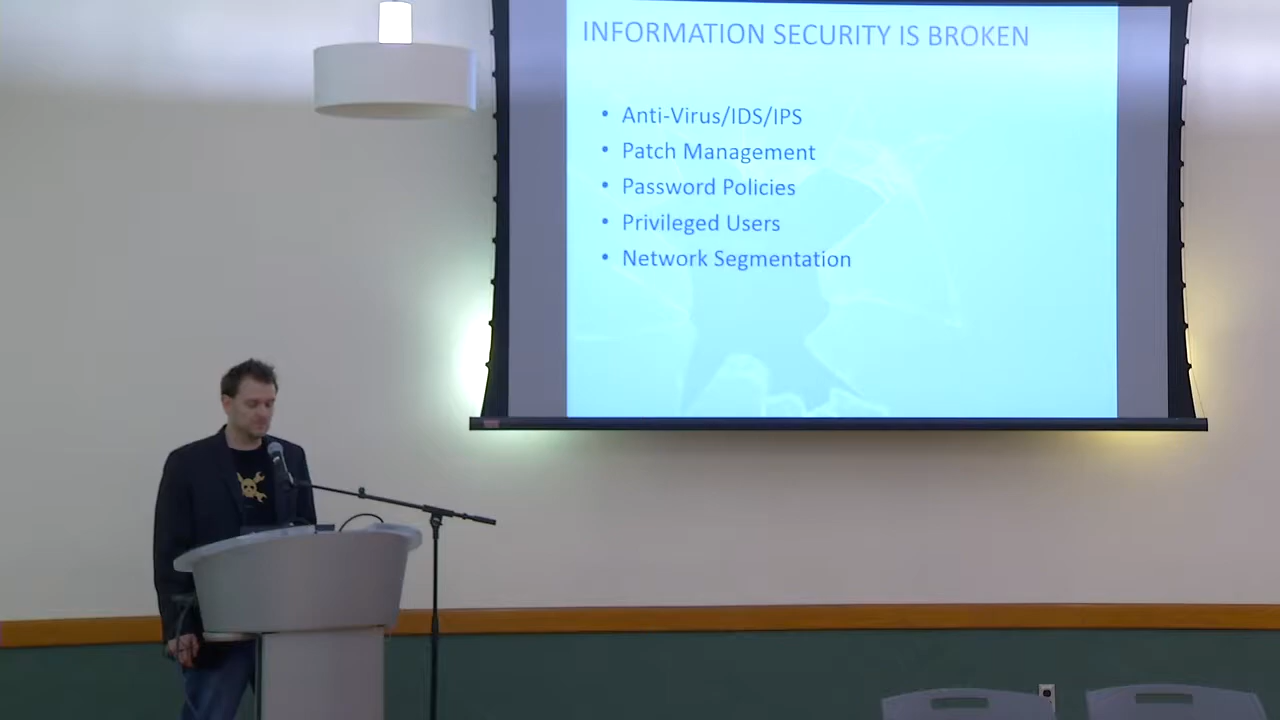 INFORMATION SECURITY IS BROKEN
• Anti-Virus/IDS/IPS
• Patch Management
• Password Policies
• Privileged Users
• Network Segmentation